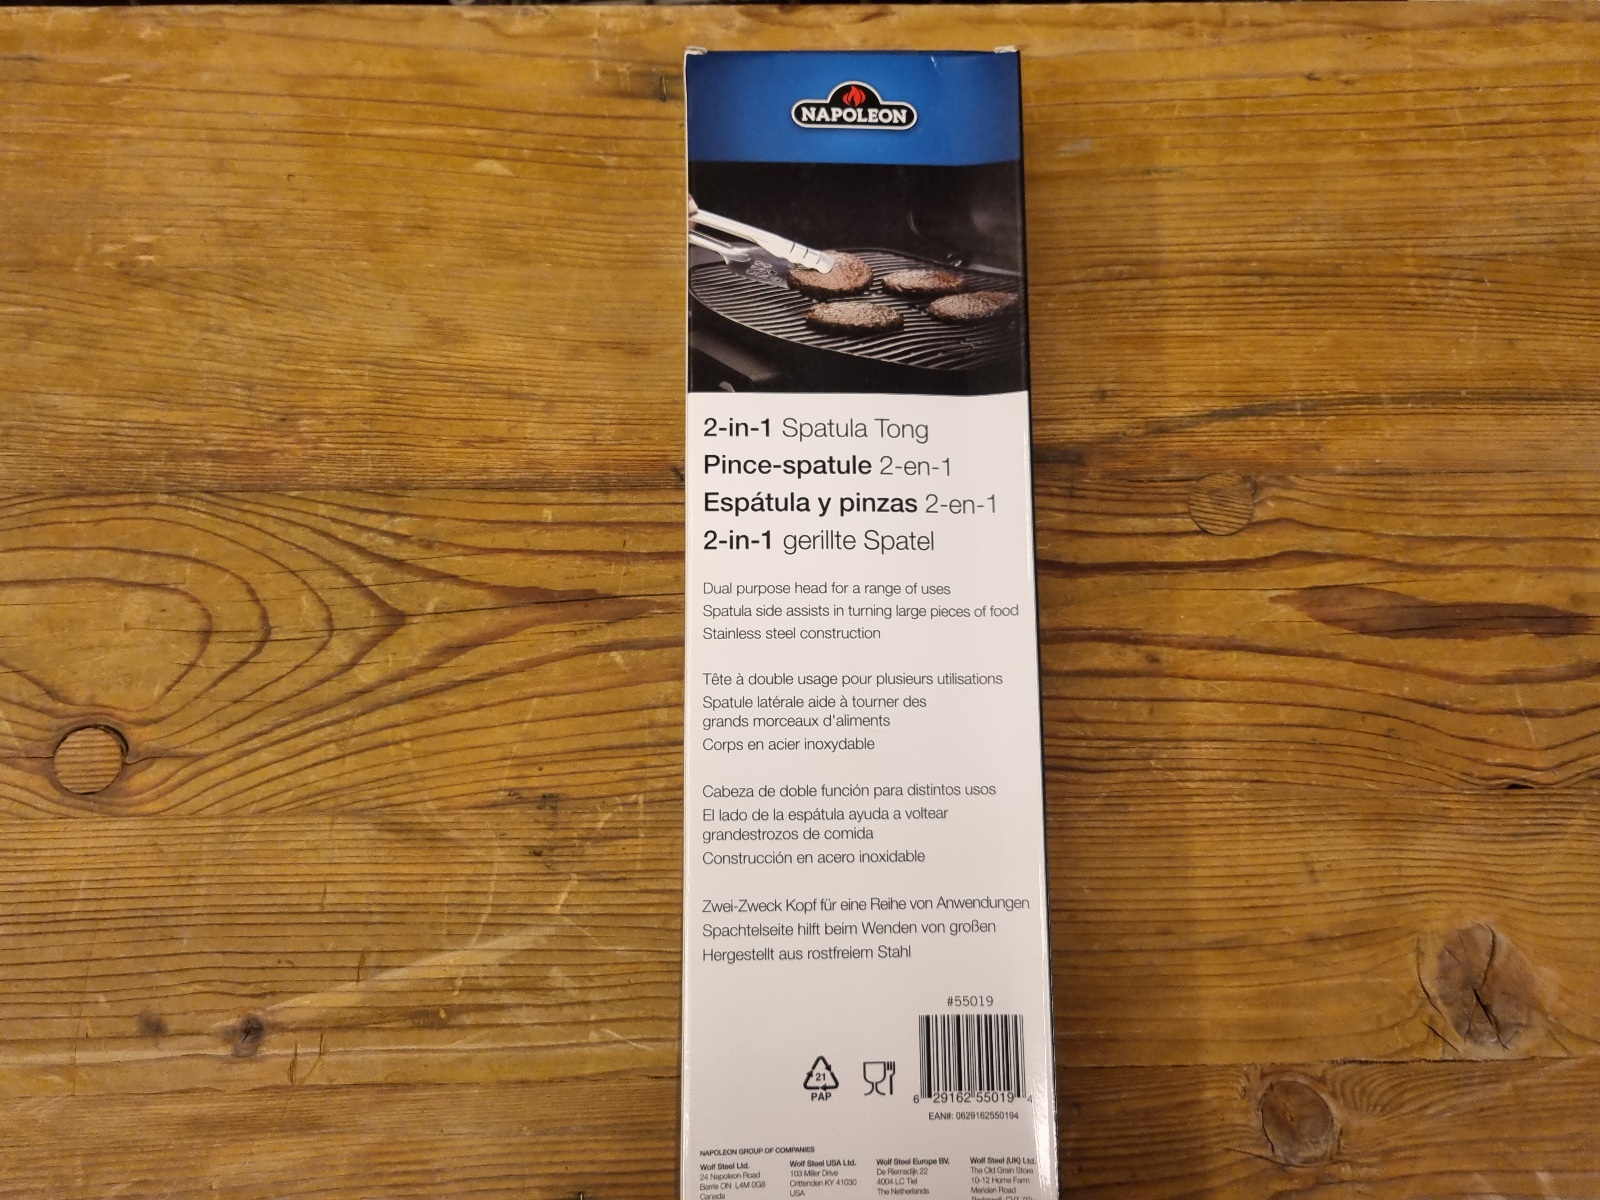 NAPOLEON
2-in-1 Spatula Tong
Pince-spatule 2-en-1
Espátula y pinzas 2-en-1
2-in-1 gerillte Spatel
Dual purpose head for a range of uses
Spatula side assists in turning large pieces of food
Stainless steel construction
Tête à double usage pour plusieurs utilisations
Spatule latérale aide à tourner des
grands morceaux d'aliments
Corps en acier inoxydable
Cabeza de doble función para distintos usos
El lado de la espátula ayuda a voltear
grandestrozos de comida
Construcción en acero inoxidable
Zwei-Zweck Kopf für eine Reihe von Anwendungen
Spachtelseite hilft beim Wenden von großen
Hergestellt aus rostfreiem Stahl
#55019
21
PAP
6 29162 55019 4
EAN#: 0629162550194
NAPOLEON GROUP OF COMPANIES
Wolf Steel Ltd.
24 Napoleon Road
Barrie ON L4M 0G8
Canada
Wolf Steel USA Ltd.
103 Miller Drive
Crittenden KY 41030
USA
Wolf Steel Europe BV.
De Riemsdijk 22
4004 LC Tiel
The Netherlands
Wolf Steel (UK) Ltd.
The Old Grain Store
10-12 Home Farm
Meriden Road